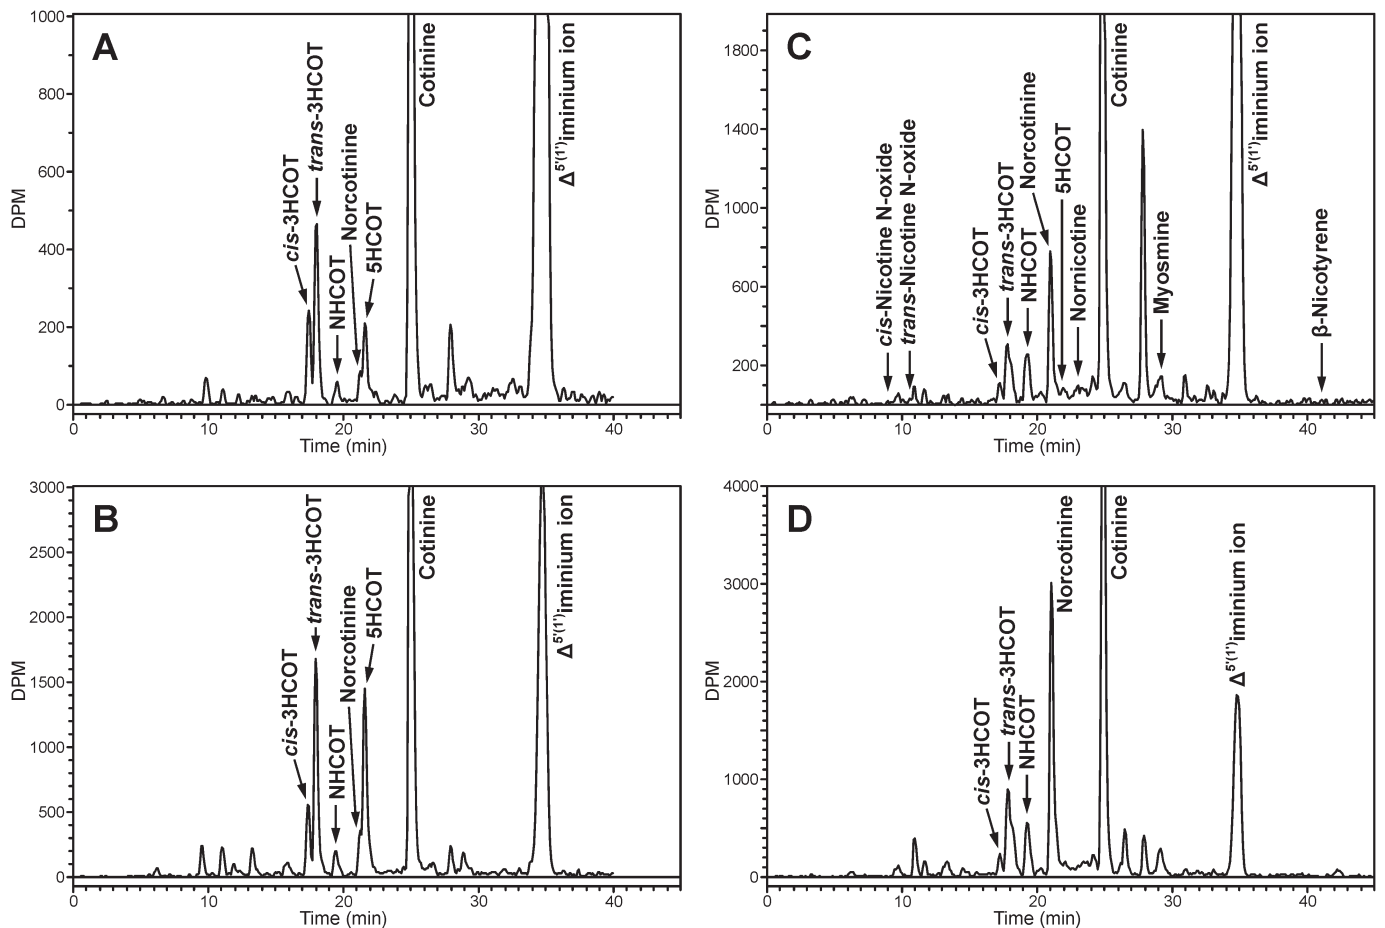 A
1000
800
600
400
200
0
DPM
0
10
20
30
40
Time (min)
cis-3HCOT
trans-3HCOT
NHCOT
Norcotinine
5HCOT
Cotinine
Δ5'(1')iminium ion
C
1800
1400
1000
600
200
DPM
0
10
20
30
40
Time (min)
cis-Nicotine N-oxide
trans-Nicotine N-oxide
cis-3HCOT
trans-3HCOT
NHCOT
Norcotinine
5HCOT
Nornicotine
Cotinine
Myosmine
Δ5'(1')iminium ion
β-Nicotyrene
B
3000
2500
2000
1500
1000
500
0
DPM
0
10
20
30
40
Time (min)
cis-3HCOT
trans-3HCOT
NHCOT
Norcotinine
5HCOT
Cotinine
Δ5'(1')iminium ion
D
4000
3000
2000
1000
0
DPM
0
10
20
30
40
Time (min)
cis-3HCOT
trans-3HCOT
NHCOT
Norcotinine
Cotinine
Δ5'(1')iminium ion